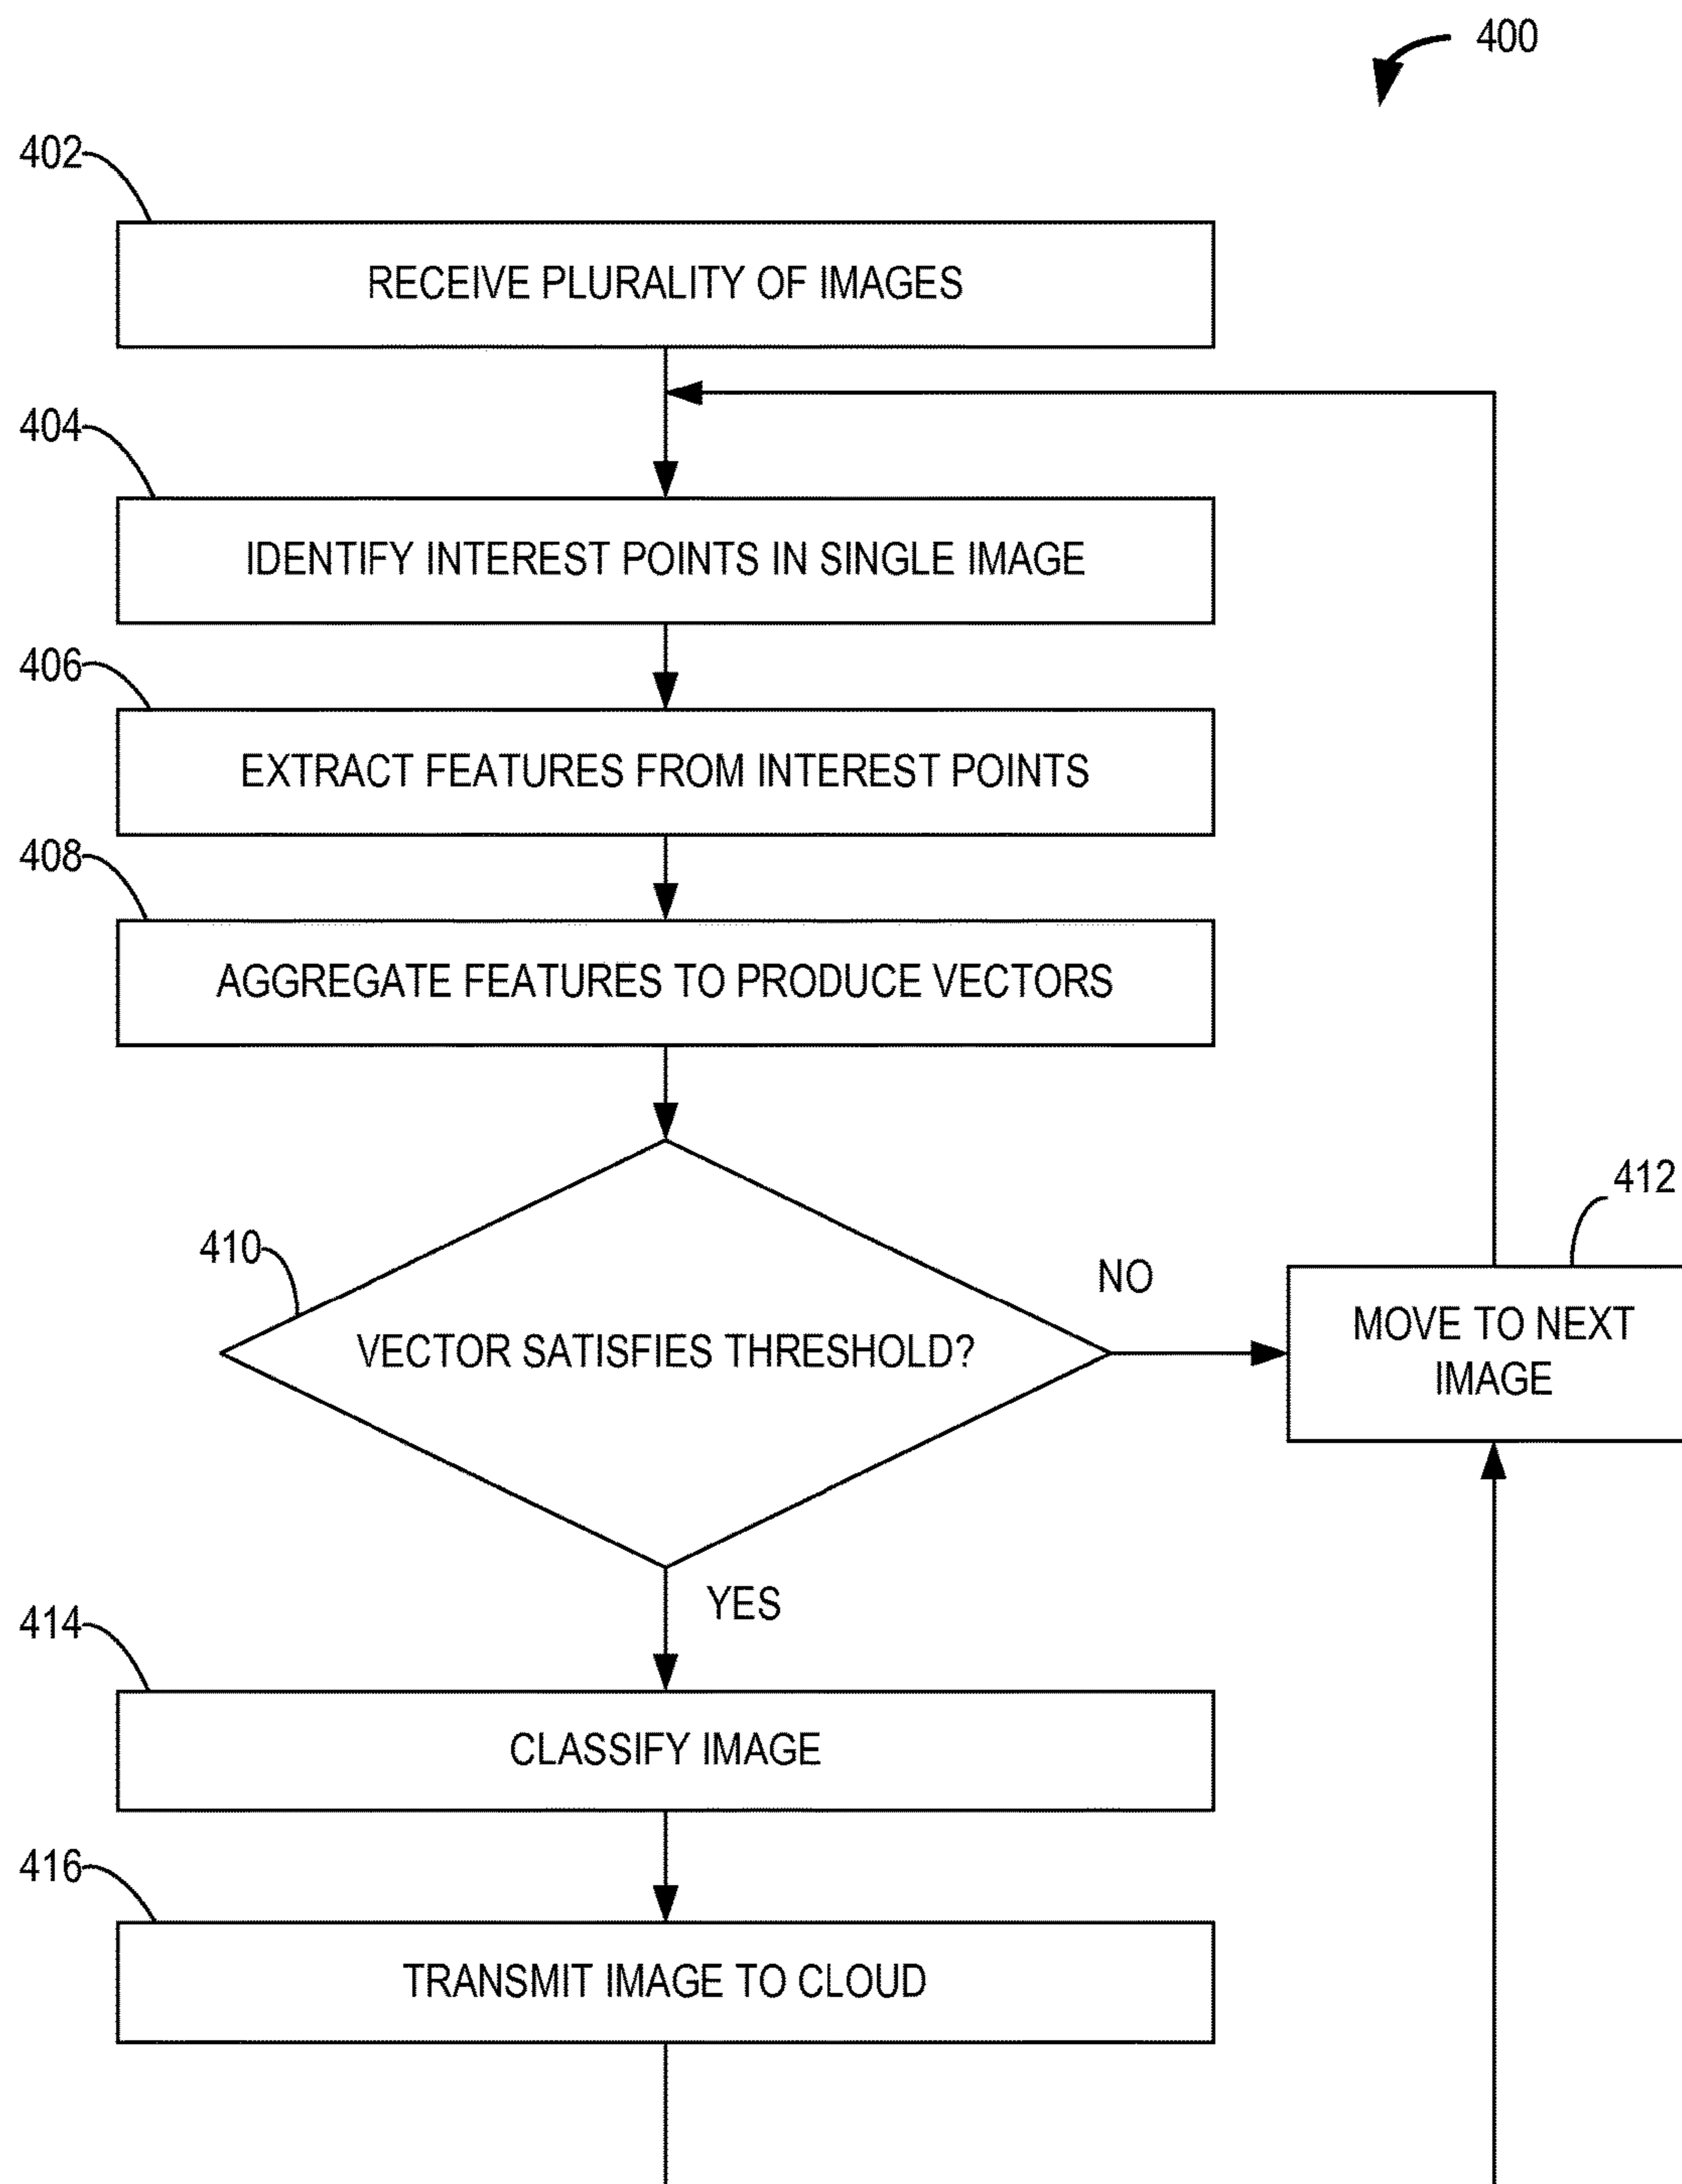 400
402
RECEIVE PLURALITY OF IMAGES
404
IDENTIFY INTEREST POINTS IN SINGLE IMAGE
406
EXTRACT FEATURES FROM INTEREST POINTS
408
AGGREGATE FEATURES TO PRODUCE VECTORS
410
VECTOR SATISFIES THRESHOLD?
NO
412
MOVE TO NEXT
IMAGE
YES
414
CLASSIFY IMAGE
416
TRANSMIT IMAGE TO CLOUD